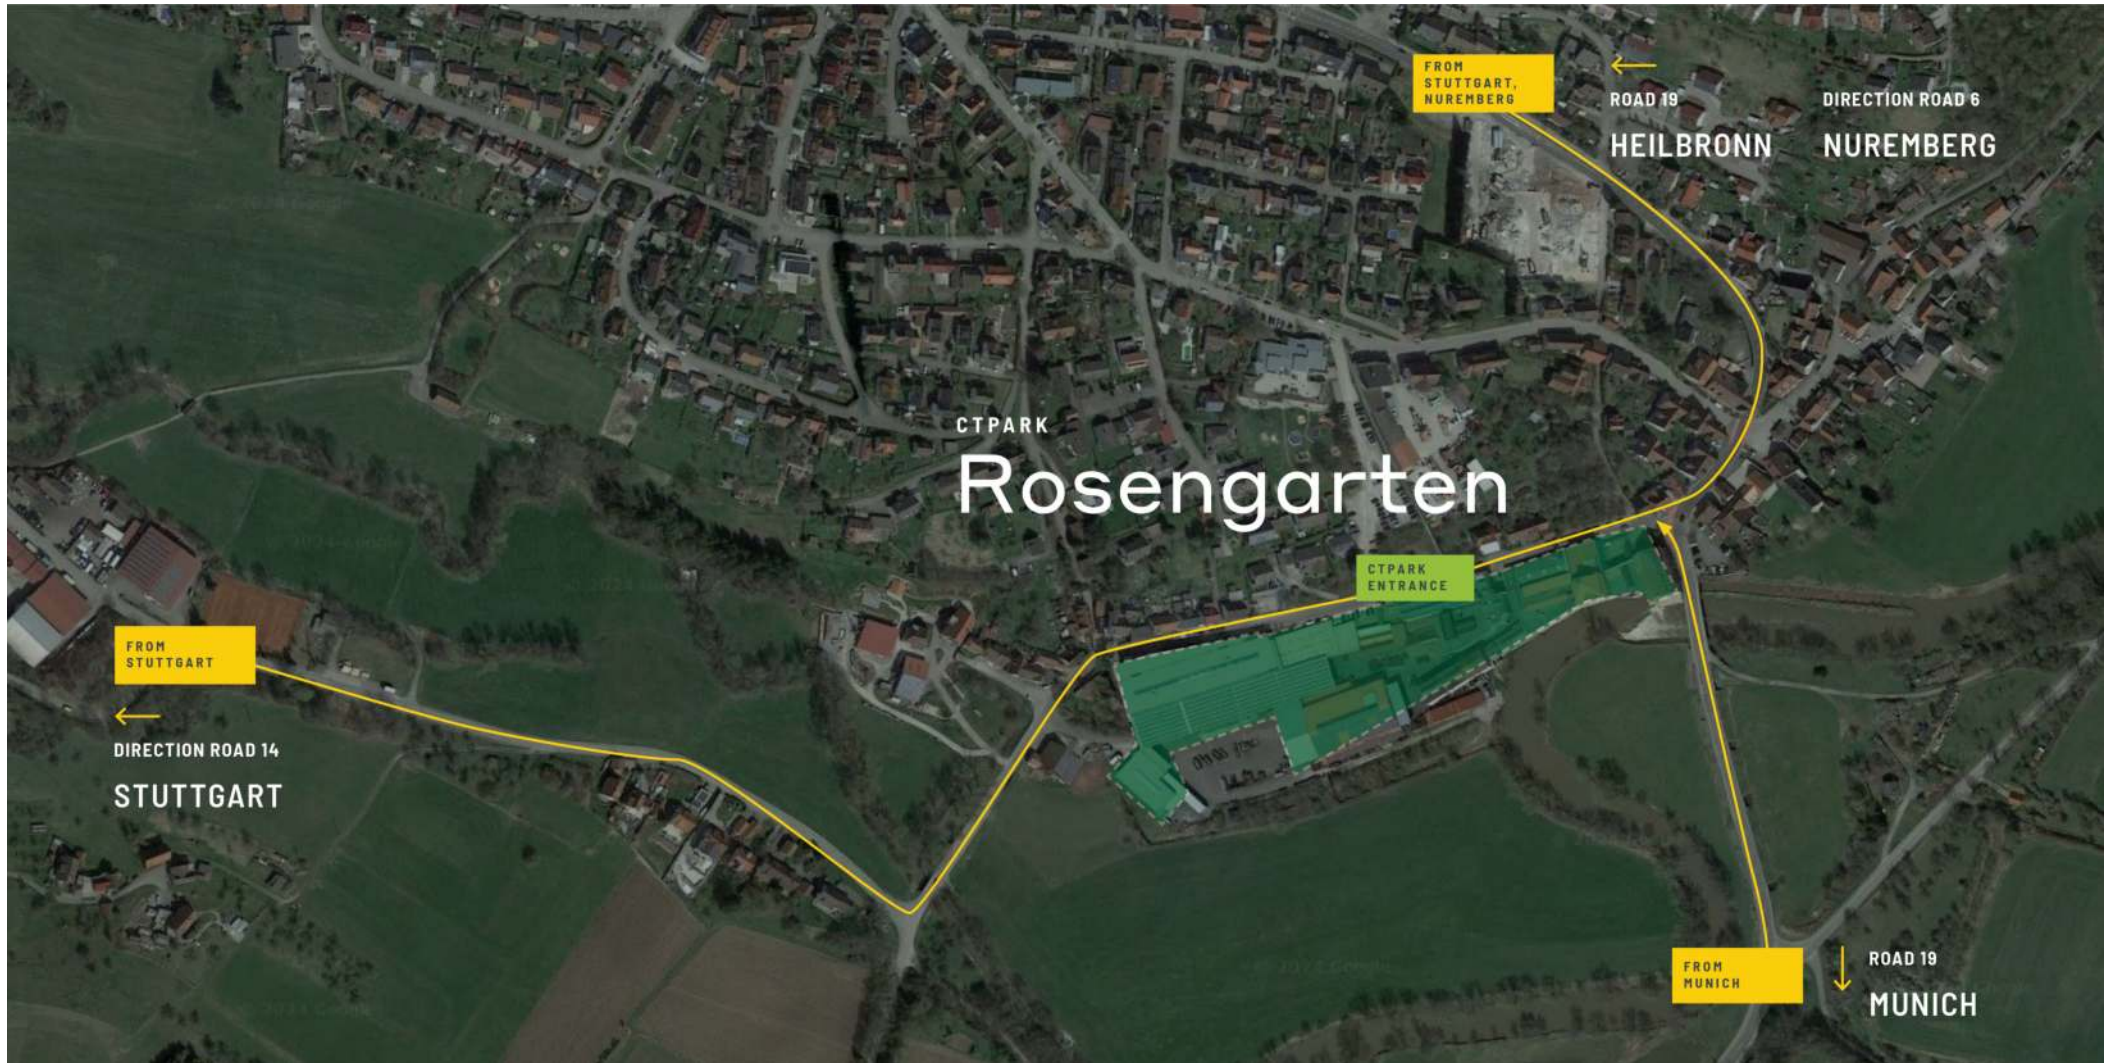 FROM
STUTTGART,
NUREMBERG
ROAD 19
HEILBRONN
DIRECTION ROAD 6
NUREMBERG
CTPARK
Rosengarten
CTPARK
ENTRANCE
FROM
STUTTGART
DIRECTION ROAD 14
STUTTGART
FROM
MUNICH
ROAD 19
MUNICH